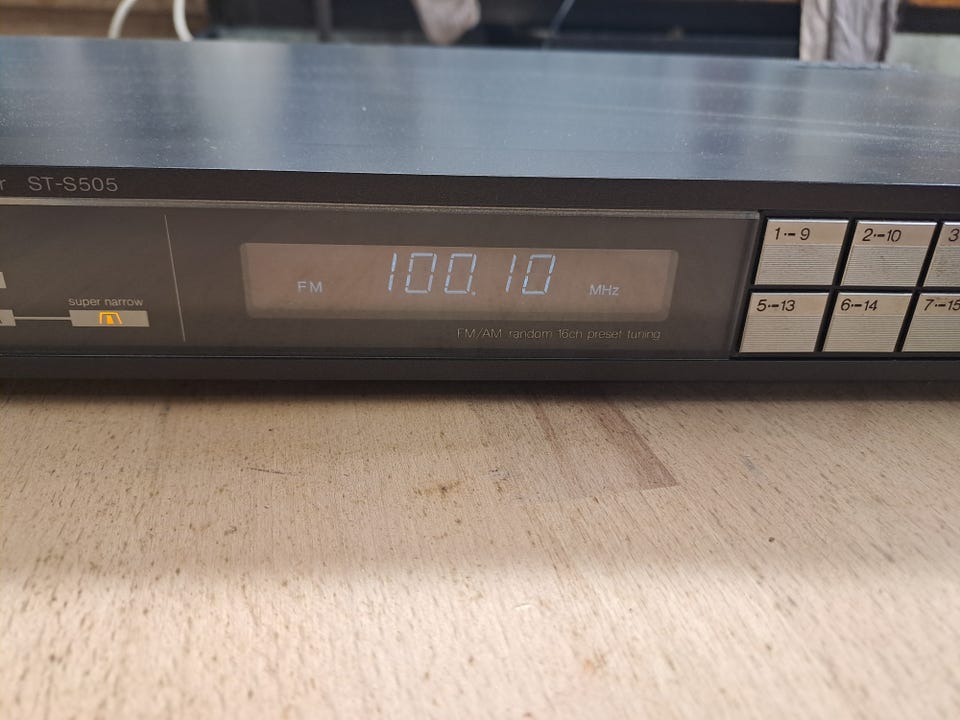 ST-S505
FM 100.10 MHz
super narrow
FM/AM random 16ch preset tuning
1·–9 2·–10 3
5·–13 6·–14 7·–15